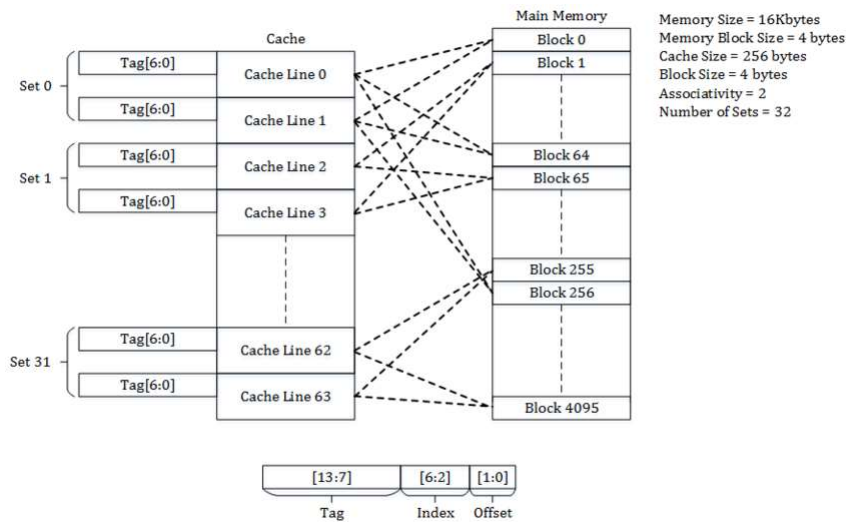 Main Memory
Memory Size = 16Kbytes
Memory Block Size = 4 bytes
Cache Size = 256 bytes
Block Size = 4 bytes
Associativity = 2
Number of Sets = 32
Cache
Set 0
Tag[6:0]
Cache Line 0
Tag[6:0]
Cache Line 1
Set 1
Tag[6:0]
Cache Line 2
Tag[6:0]
Cache Line 3
Set 31
Tag[6:0]
Cache Line 62
Tag[6:0]
Cache Line 63
Block 0
Block 1
Block 64
Block 65
Block 255
Block 256
Block 4095
[13:7] [6:2] [1:0]
Tag Index Offset